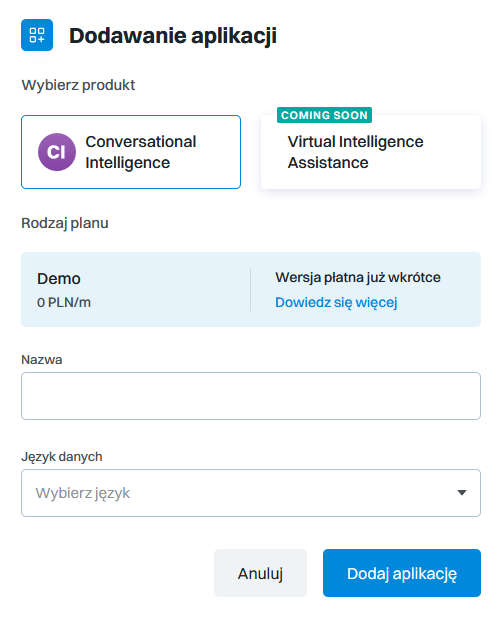 Dodawanie aplikacji
Wybierz produkt
CI
Conversational
Intelligence
COMING SOON
Virtual Intelligence
Assistance
Rodzaj planu
Demo
0 PLN/m
Wersja płatna już wkrótce
Dowiedz się więcej
Nazwa
Język danych
Wybierz język
Anuluj
Dodaj aplikację